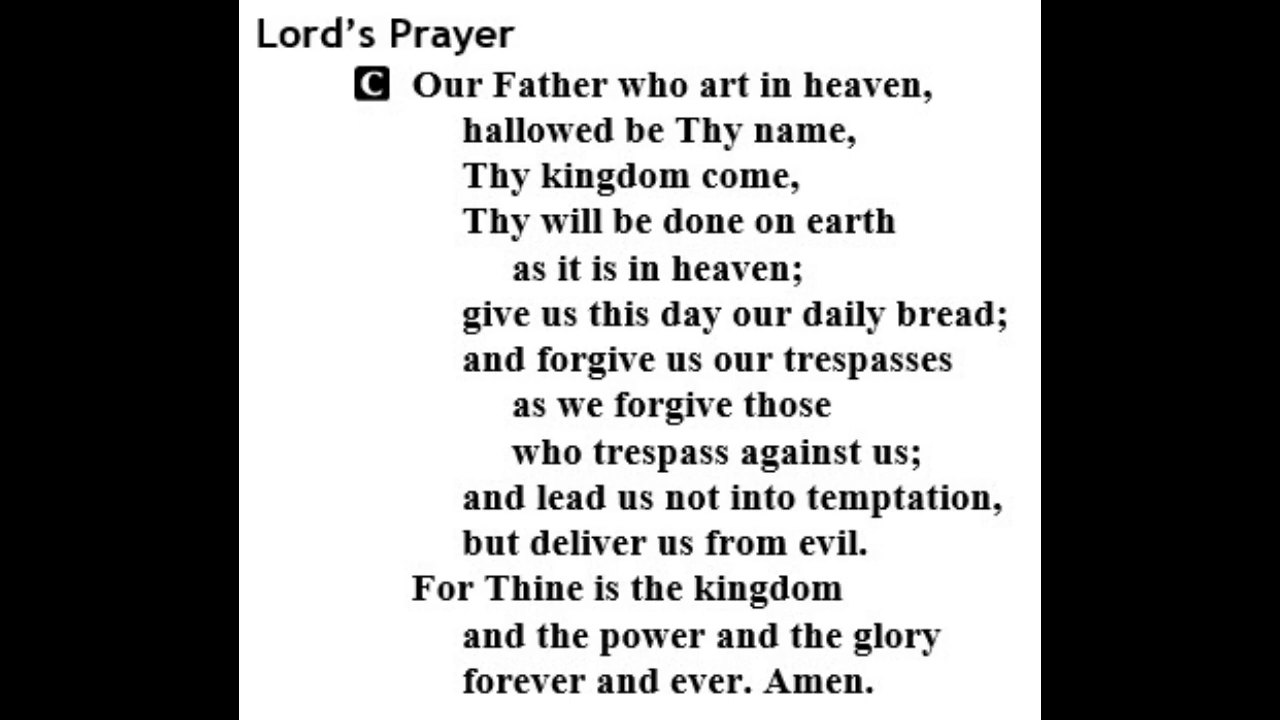 Lord’s Prayer
C Our Father who art in heaven,
hallowed be Thy name,
Thy kingdom come,
Thy will be done on earth
as it is in heaven;
give us this day our daily bread;
and forgive us our trespasses
as we forgive those
who trespass against us;
and lead us not into temptation,
but deliver us from evil.
For Thine is the kingdom
and the power and the glory
forever and ever. Amen.